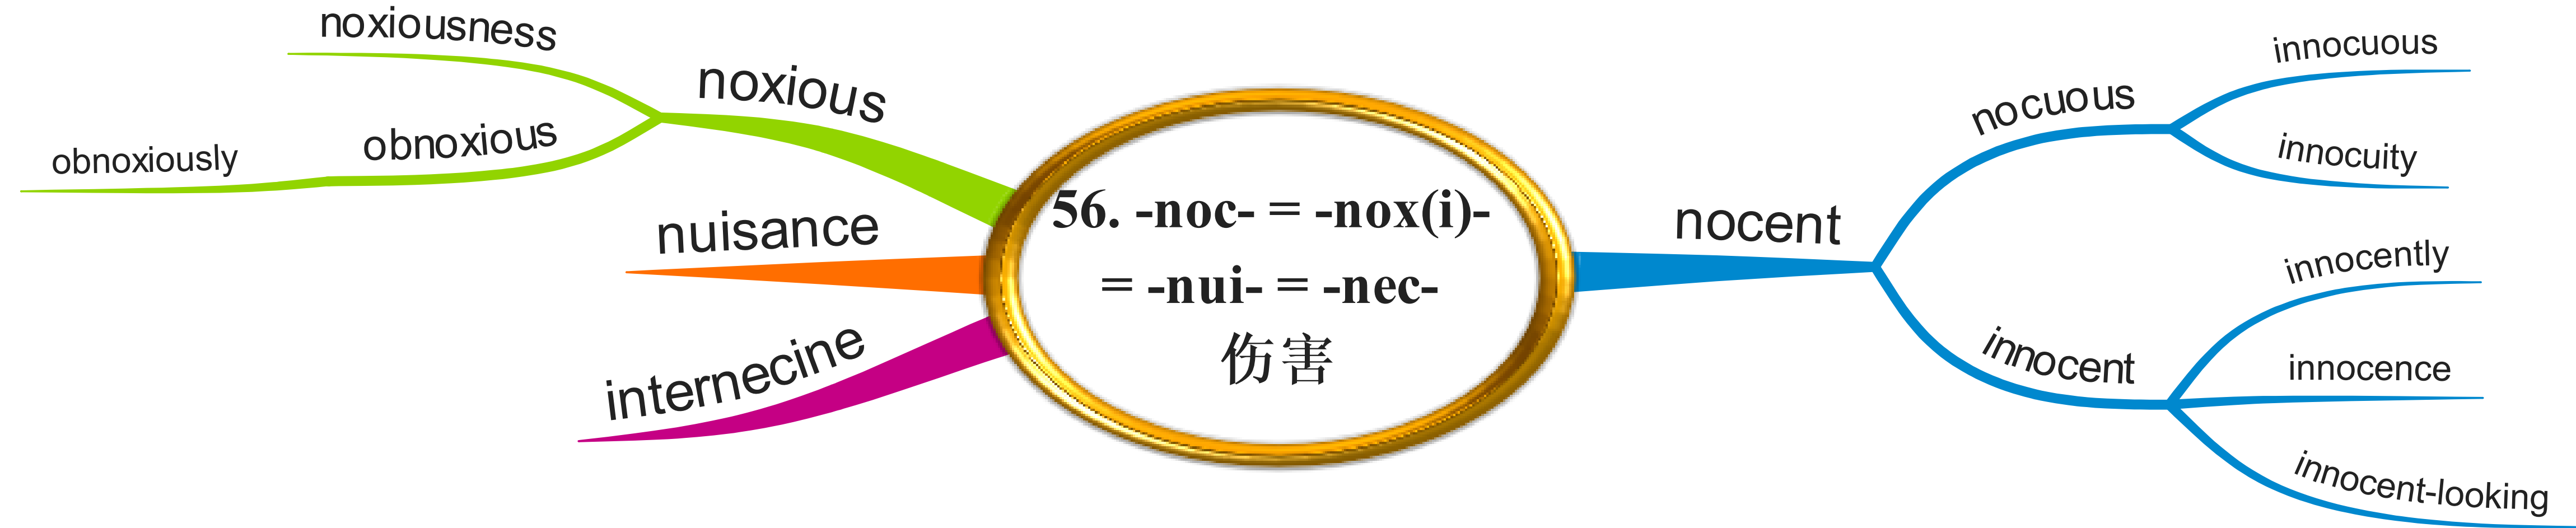 56. -noc- = -nox(i)-
= -nui- = -nec-
伤害
nocent
nocuous
innocuous
innocuity
innocent
innocently
innocence
innocent-looking
noxious
noxiousness
obnoxious
obnoxiously
nuisance
internecine